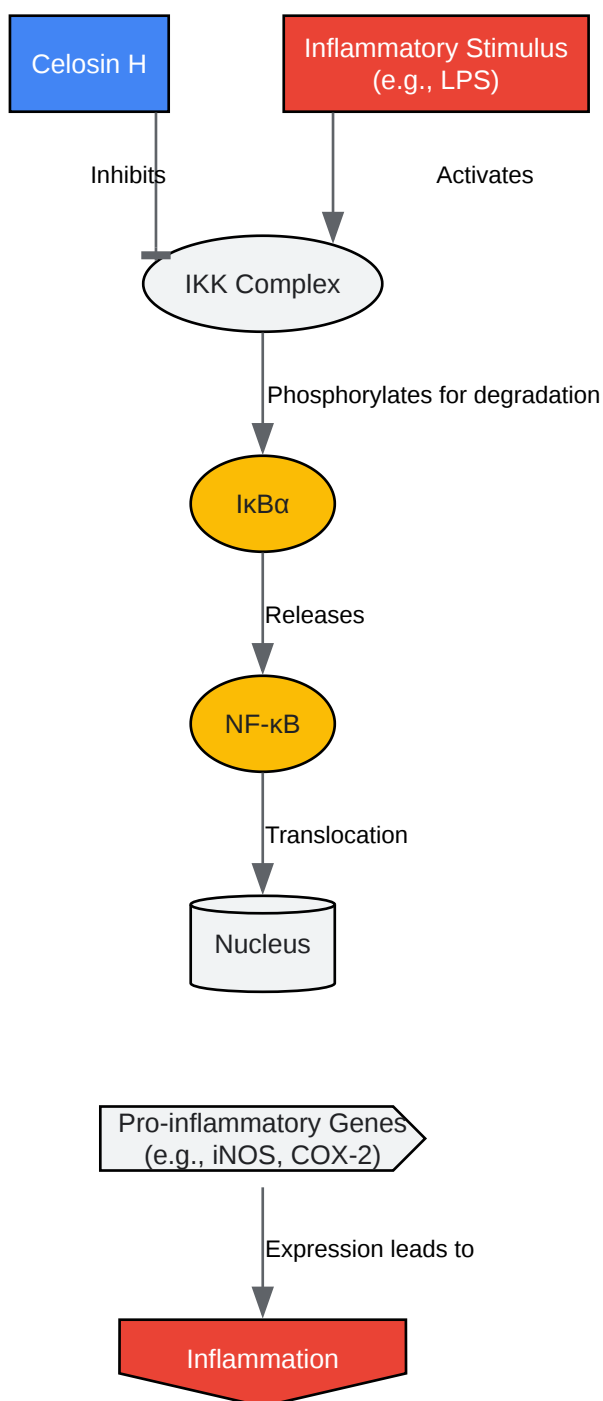 Celosin H
Inflammatory Stimulus
(e.g., LPS)
Inhibits
Activates
IKK Complex
Phosphorylates for degradation
IκBα
Releases
NF-κB
Translocation
Nucleus
Pro-inflammatory Genes
(e.g., iNOS, COX-2)
Expression leads to
Inflammation